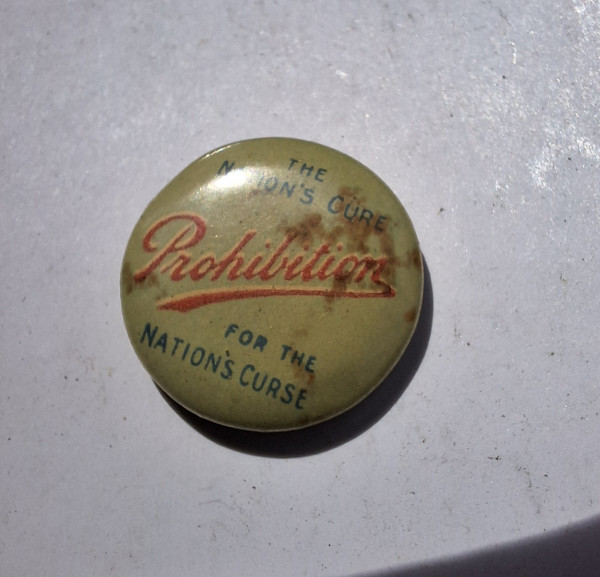 THE
NATION'S CURE
Prohibition
FOR THE
NATION'S CURSE